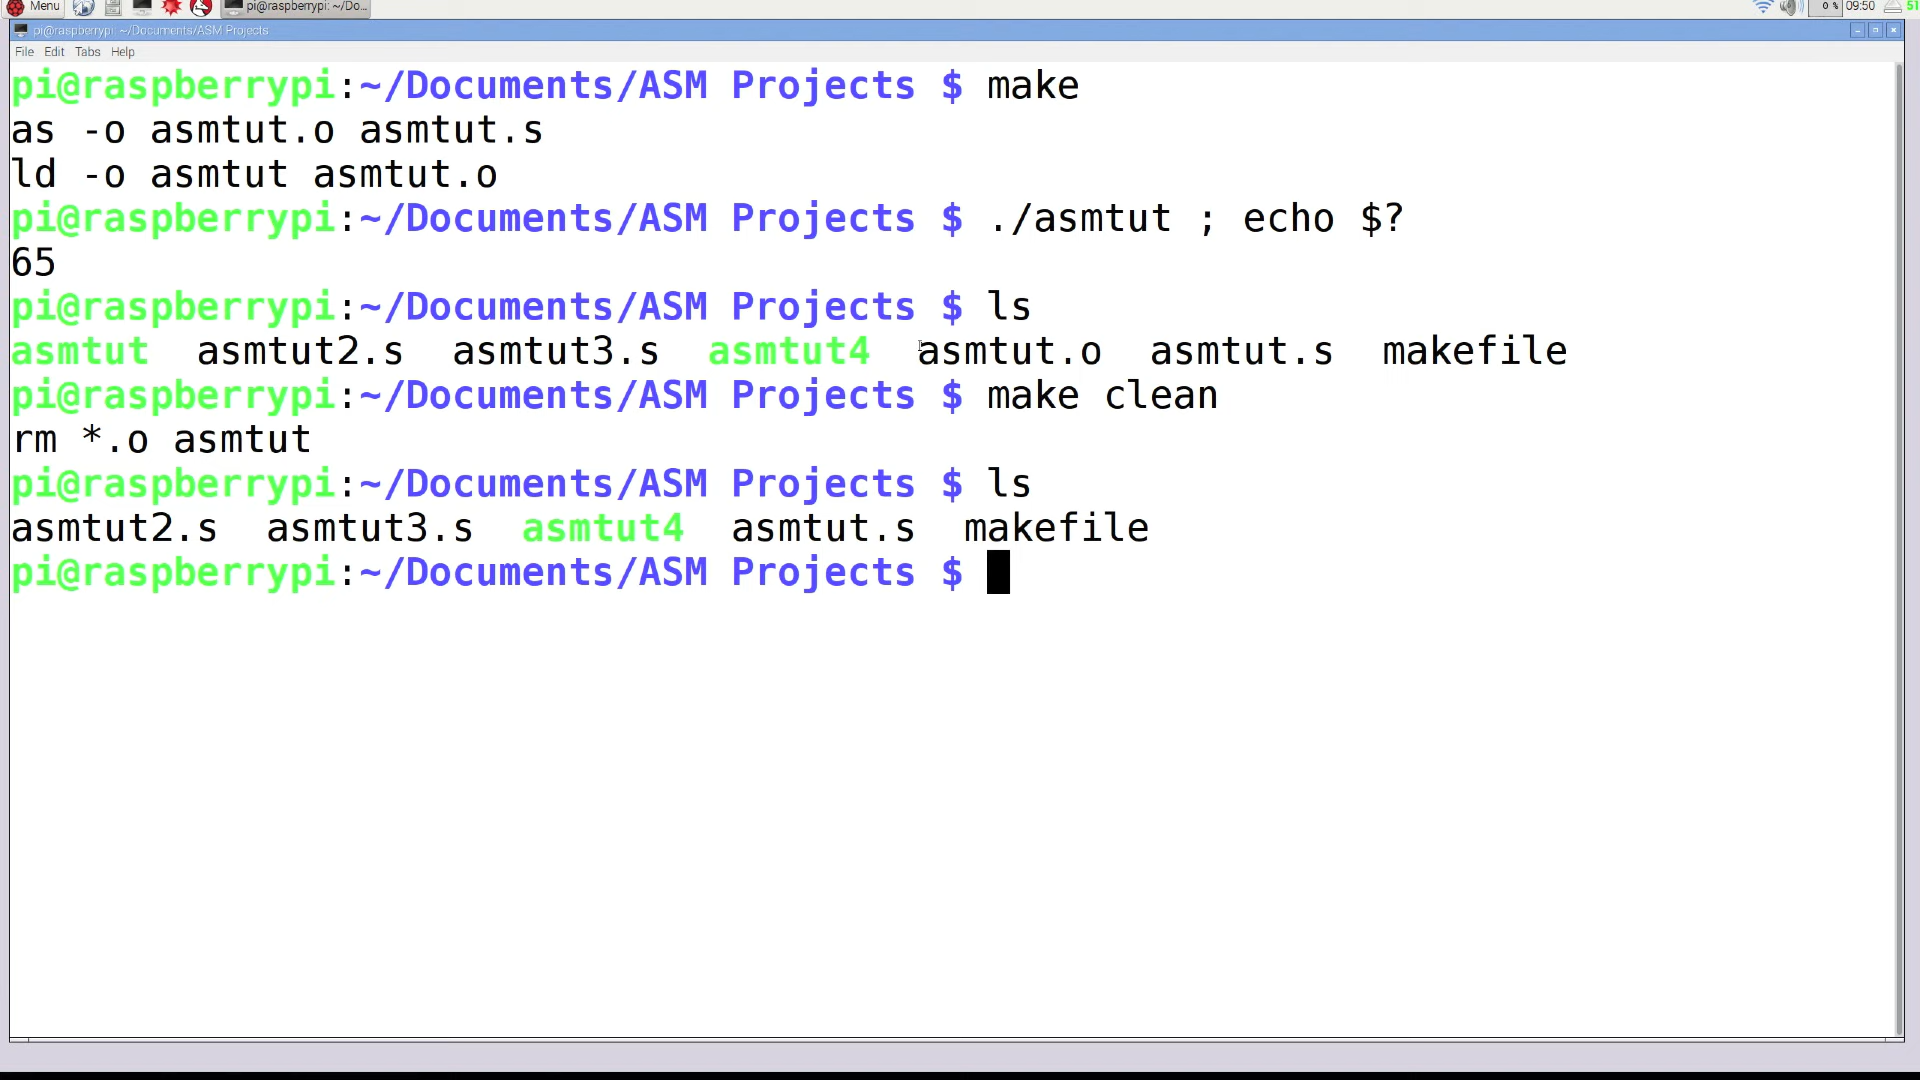 Menu pi@raspberrypi: ~/Do... 0 % 09:50 51
pi@raspberrypi: ~/Documents/ASM Projects
File Edit Tabs Help
pi@raspberrypi:~/Documents/ASM Projects $ make
as -o asmtut.o asmtut.s
ld -o asmtut asmtut.o
pi@raspberrypi:~/Documents/ASM Projects $ ./asmtut ; echo $?
65
pi@raspberrypi:~/Documents/ASM Projects $ ls
asmtut  asmtut2.s  asmtut3.s  asmtut4  asmtut.o  asmtut.s  makefile
pi@raspberrypi:~/Documents/ASM Projects $ make clean
rm *.o asmtut
pi@raspberrypi:~/Documents/ASM Projects $ ls
asmtut2.s  asmtut3.s  asmtut4  asmtut.s  makefile
pi@raspberrypi:~/Documents/ASM Projects $